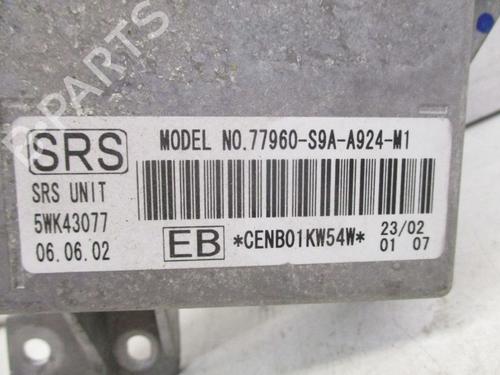 B-PARTS
SRS
MODEL NO.77960-S9A-A924-M1
SRS UNIT
5WK43077
06.06.02
EB
*CENB01KW54W*
23/02
01 07